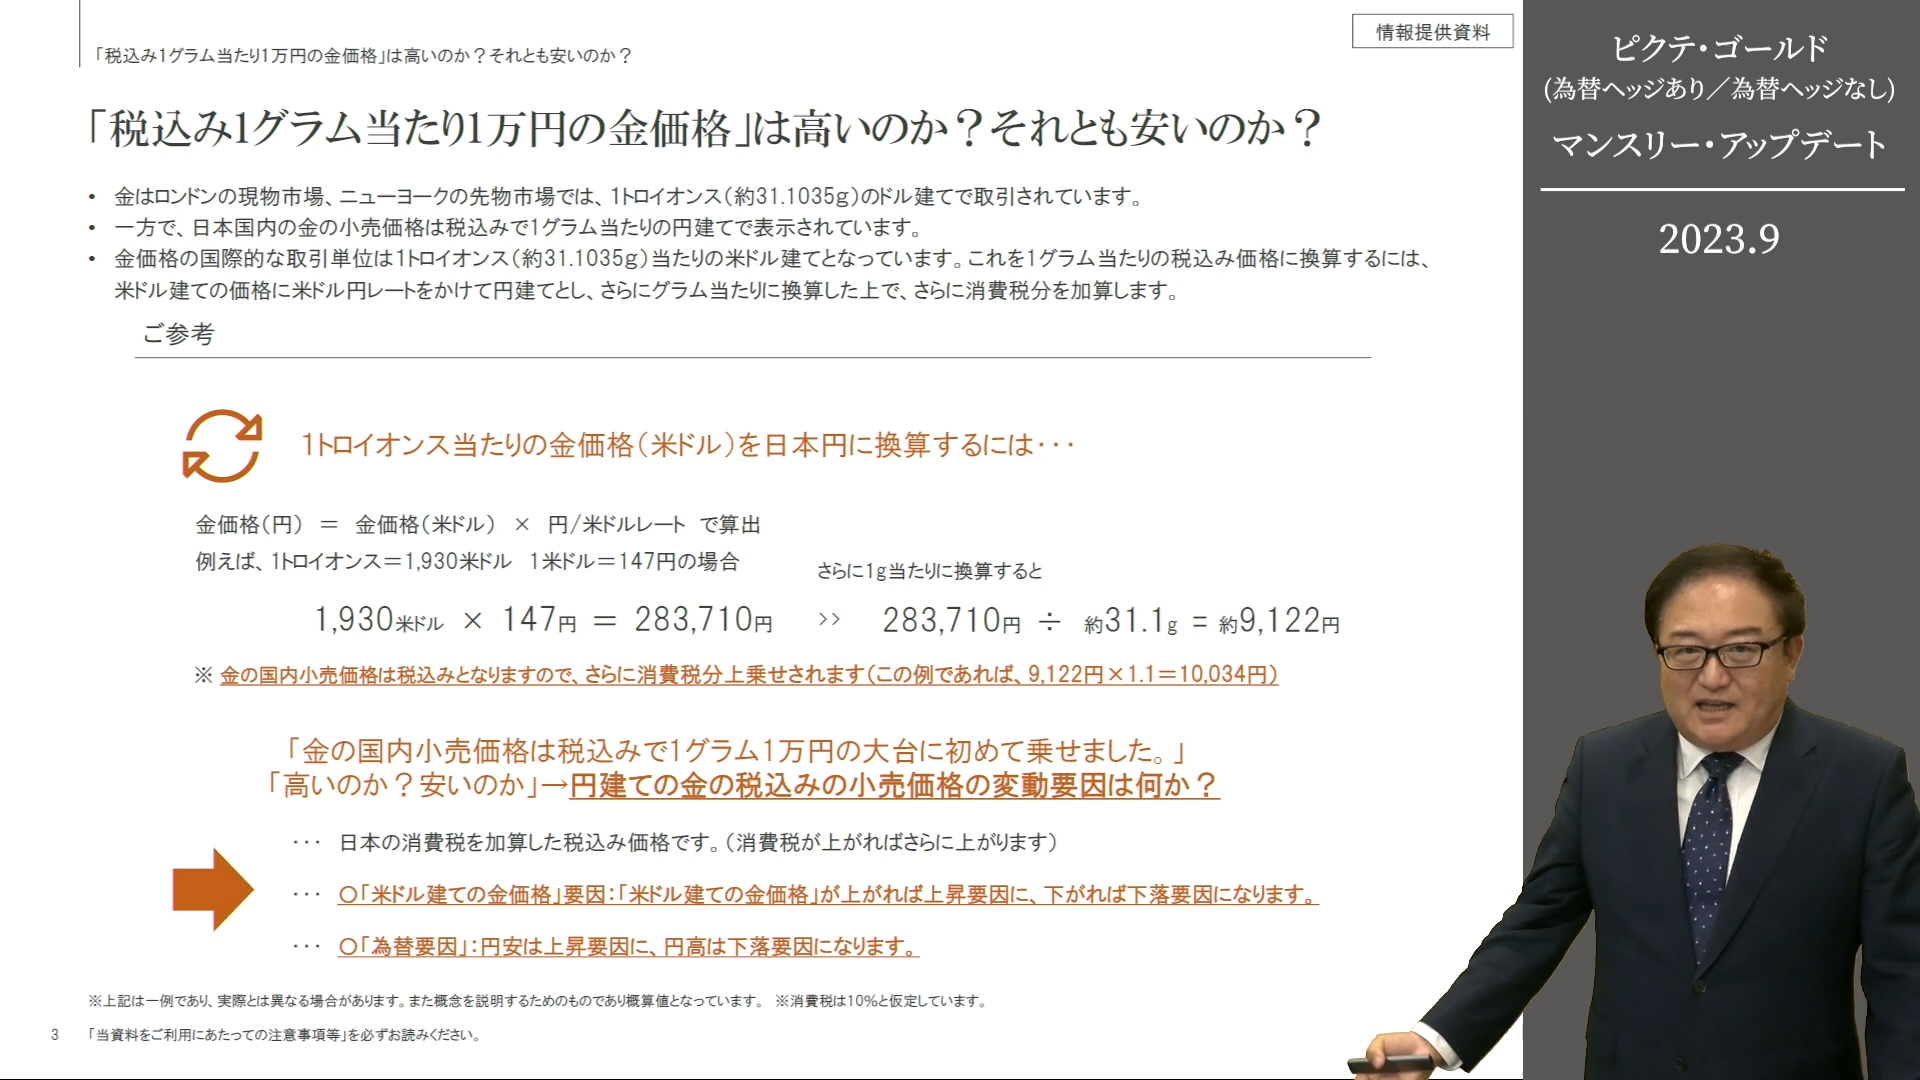 「税込み1グラム当たり1万円の金価格」は高いのか？それとも安いのか？
情報提供資料
「税込み1グラム当たり1万円の金価格」は高いのか？それとも安いのか？
• 金はロンドンの現物市場、ニューヨークの先物市場では、1トロイオンス（約31.1035g）のドル建てで取引されています。
• 一方で、日本国内の金の小売価格は税込みで1グラム当たりの円建てで表示されています。
• 金価格の国際的な取引単位は1トロイオンス（約31.1035g）当たりの米ドル建てとなっています。これを1グラム当たりの税込み価格に換算するには、
米ドル建ての価格に米ドル円レートをかけて円建てとし、さらにグラム当たりに換算した上で、さらに消費税分を加算します。
ご参考
1トロイオンス当たりの金価格（米ドル）を日本円に換算するには･･･
金価格（円） ＝ 金価格（米ドル） × 円/米ドルレート で算出
例えば、1トロイオンス＝1,930米ドル 1米ドル＝147円の場合
さらに1g当たりに換算すると
1,930米ドル × 147円 ＝ 283,710円 >> 283,710円 ÷ 約31.1g = 約9,122円
※ 金の国内小売価格は税込みとなりますので、さらに消費税分上乗せされます（この例であれば、9,122円×1.1＝10,034円）
「金の国内小売価格は税込みで1グラム1万円の大台に初めて乗せました。」
「高いのか？安いのか」→円建ての金の税込みの小売価格の変動要因は何か？
･･･ 日本の消費税を加算した税込み価格です。（消費税が上がればさらに上がります）
･･･ 〇「米ドル建ての金価格」要因：「米ドル建ての金価格」が上がれば上昇要因に、下がれば下落要因になります。
･･･ 〇「為替要因」：円安は上昇要因に、円高は下落要因になります。
※上記は一例であり、実際とは異なる場合があります。また概念を説明するためのものであり概算値となっています。 ※消費税は10％と仮定しています。
3 「当資料をご利用にあたっての注意事項等」を必ずお読みください。
ピクテ・ゴールド
(為替ヘッジあり／為替ヘッジなし)
マンスリー・アップデート
2023.9